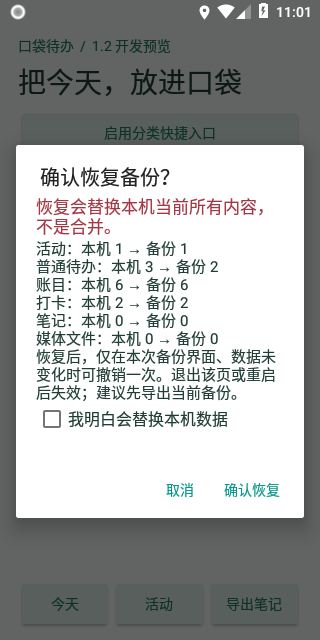 11:01
口袋待办 / 1.2 开发预览
把今天，放进口袋
启用分类快捷入口
确认恢复备份？
恢复会替换本机当前所有内容，
不是合并。
活动：本机 1 → 备份 1
普通待办：本机 3 → 备份 2
账目：本机 6 → 备份 6
打卡：本机 2 → 备份 2
笔记：本机 0 → 备份 0
媒体文件：本机 0 → 备份 0
恢复后，仅在本次备份界面、数据未
变化时可撤销一次。退出该页或重启
后失效；建议先导出当前备份。
我明白会替换本机数据
取消 确认恢复
今天 活动 导出笔记